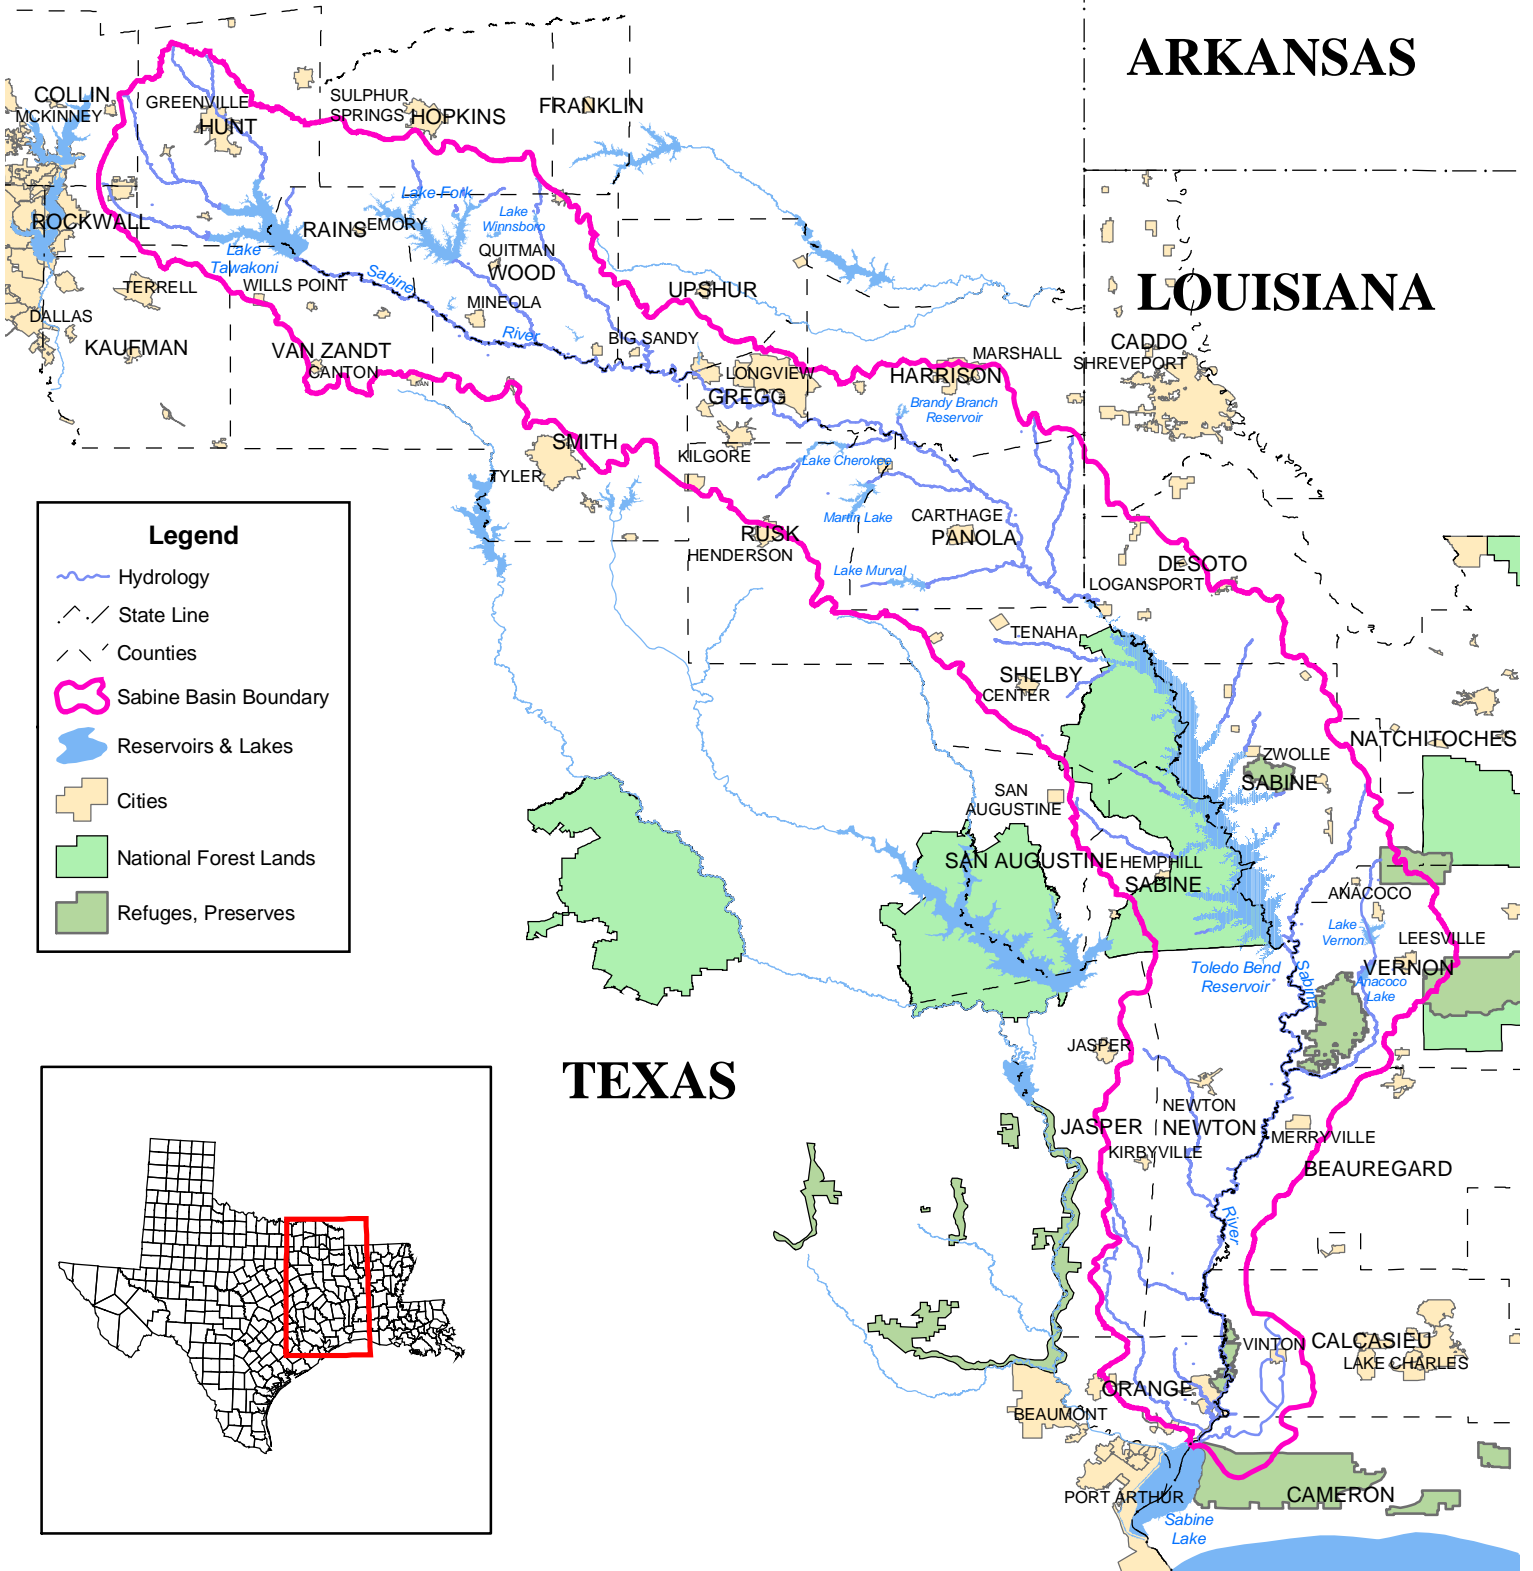 ARKANSAS
LOUISIANA
TEXAS
COLLIN
MCKINNEY
GREENVILLE
HUNT
SULPHUR
SPRINGS
HOPKINS
FRANKLIN
ROCKWALL
RAINS
EMORY
Lake Fork
Lake
Winnsboro
QUITMAN
WOOD
Lake
Tawakoni
Sabine
River
TERRELL
WILLS POINT
MINEOLA
UPSHUR
DALLAS
KAUFMAN
VAN ZANDT
CANTON
VAN
BIG SANDY
LONGVIEW
GREGG
MARSHALL
HARRISON
CADDO
SHREVEPORT
Brandy Branch
Reservoir
SMITH
TYLER
KILGORE
Lake Cherokee
Martin Lake
CARTHAGE
PANOLA
RUSK
HENDERSON
Lake Murval
DESOTO
LOGANSPORT
TENAHA
SHELBY
CENTER
NATCHITOCHES
ZWOLLE
SABINE
SAN
AUGUSTINE
SAN AUGUSTINE
HEMPHILL
SABINE
ANACOCO
Lake
Vernon
LEESVILLE
VERNON
Anacoco
Lake
Toledo Bend
Reservoir
Sabine
JASPER
JASPER
NEWTON
NEWTON
KIRBYVILLE
MERRYVILLE
BEAUREGARD
River
VINTON
CALCASIEU
LAKE CHARLES
ORANGE
BEAUMONT
PORT ARTHUR
CAMERON
Sabine
Lake
Legend
Hydrology
State Line
Counties
Sabine Basin Boundary
Reservoirs & Lakes
Cities
National Forest Lands
Refuges, Preserves